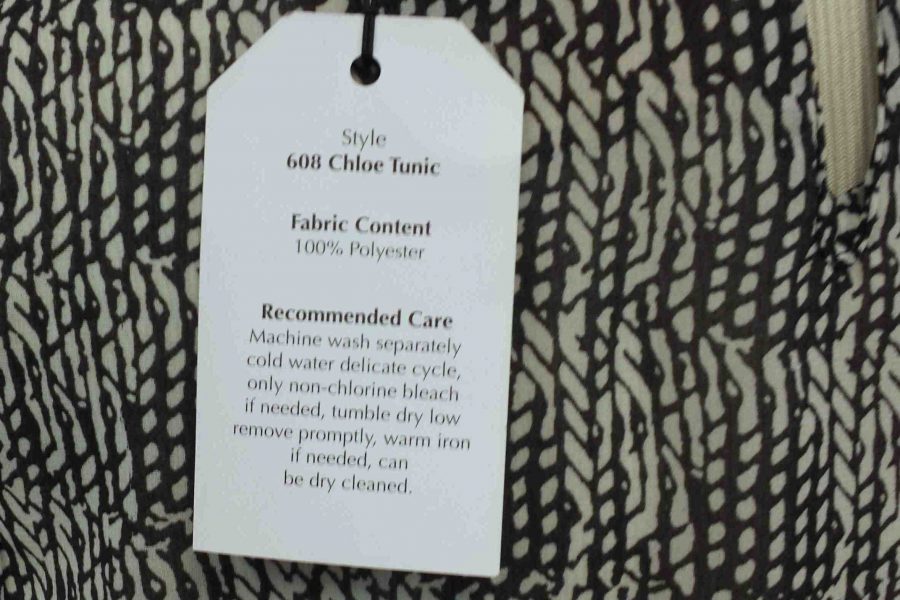 Style
608 Chloe Tunic
Fabric Content
100% Polyester
Recommended Care
Machine wash separately
cold water delicate cycle,
only non-chlorine bleach
if needed, tumble dry low
remove promptly, warm iron
if needed, can
be dry cleaned.